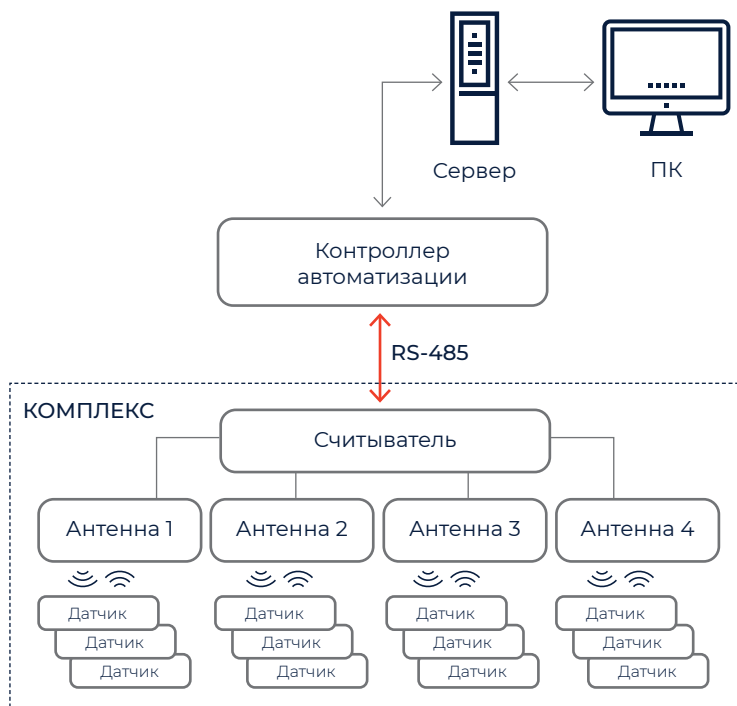 Сервер
ПК
Контроллер
автоматизации
RS-485
КОМПЛЕКС
Считыватель
Антенна 1
Антенна 2
Антенна 3
Антенна 4
Датчик
Датчик
Датчик
Датчик
Датчик
Датчик
Датчик
Датчик
Датчик
Датчик
Датчик
Датчик